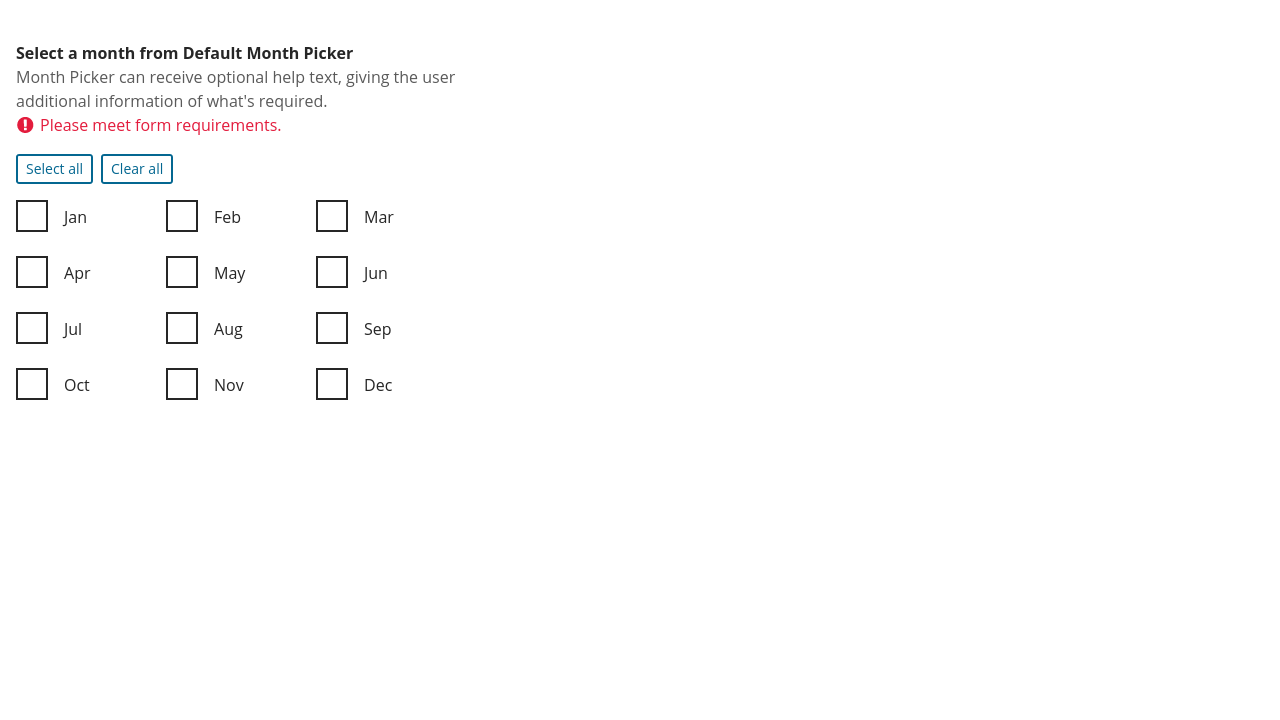 Select a month from Default Month Picker
Month Picker can receive optional help text, giving the user
additional information of what's required.
Please meet form requirements.
Select all Clear all
Jan Feb Mar
Apr May Jun
Jul Aug Sep
Oct Nov Dec